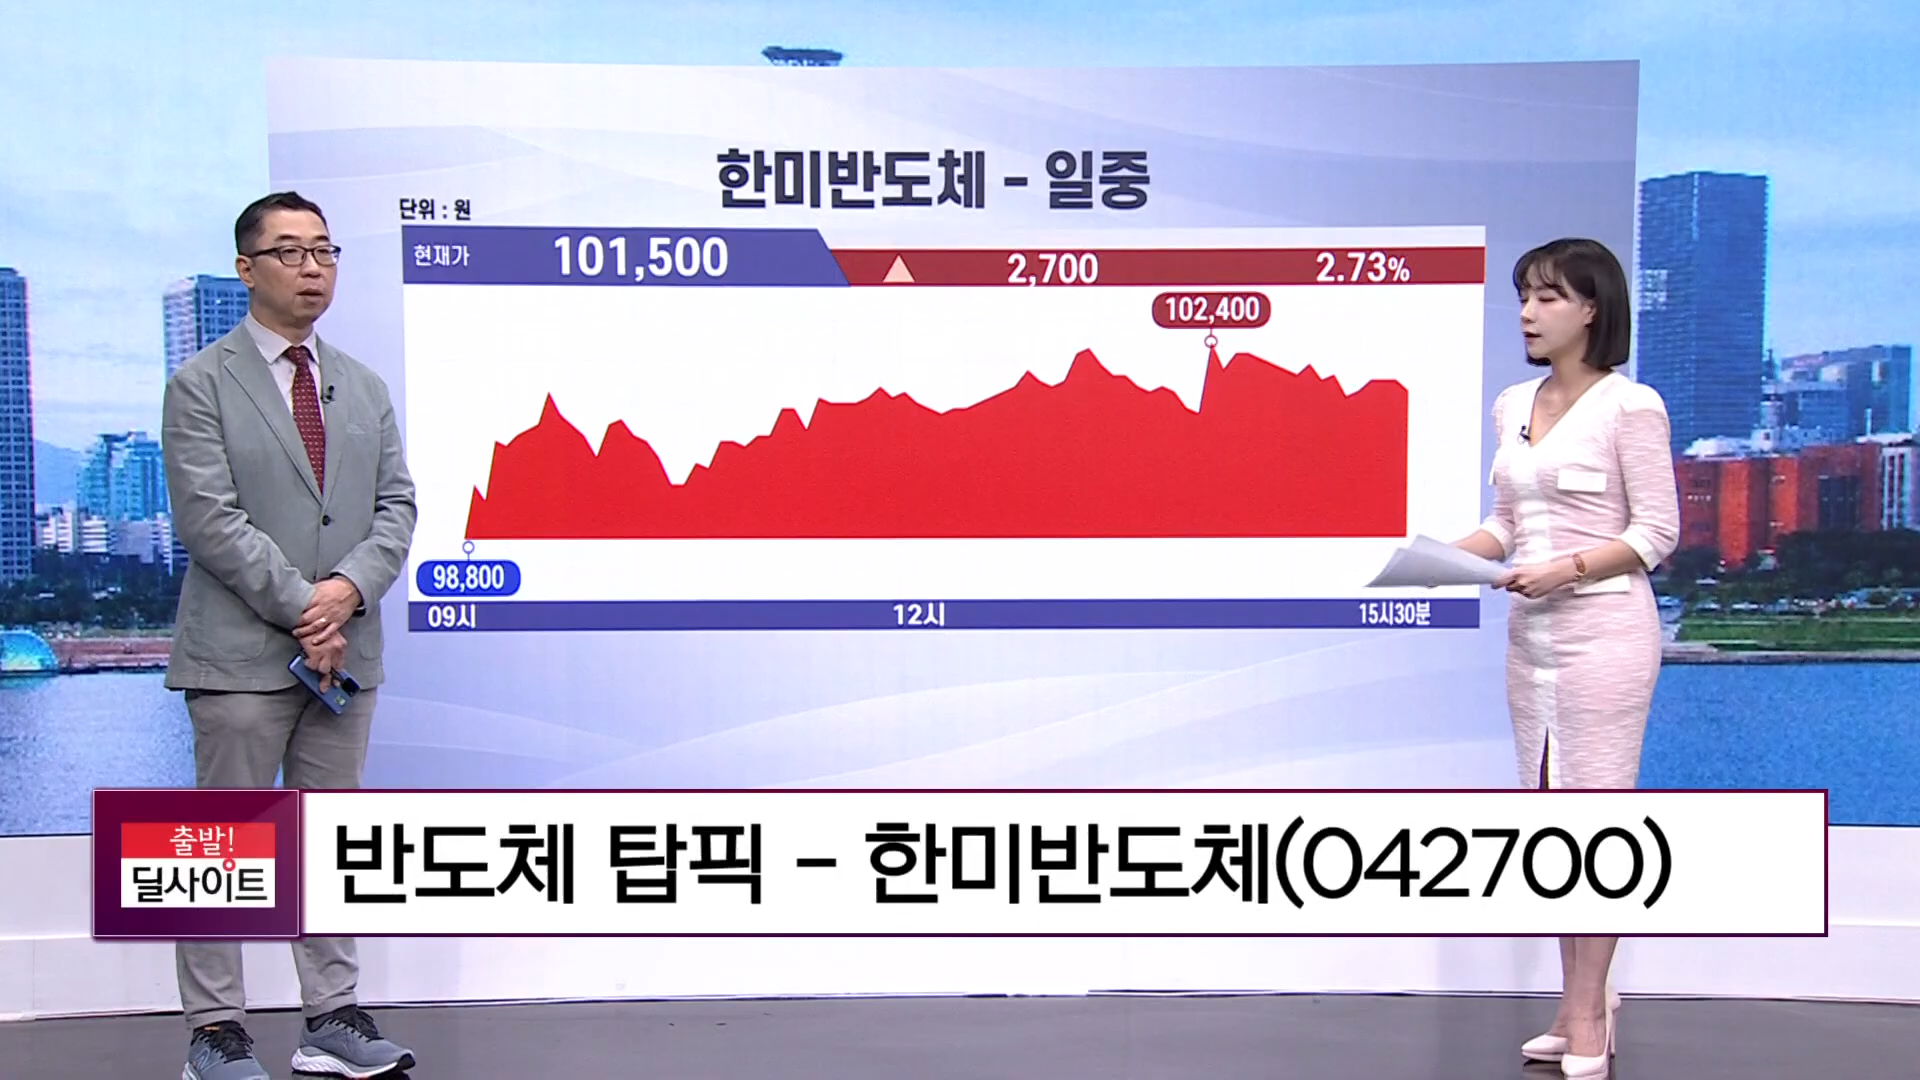 한미반도체 - 일중
단위 : 원
현재가 101,500 ▲ 2,700 2.73%
102,400
98,800
09시 12시 15시30분
출발!
딜사이트
반도체 탑픽 - 한미반도체(042700)